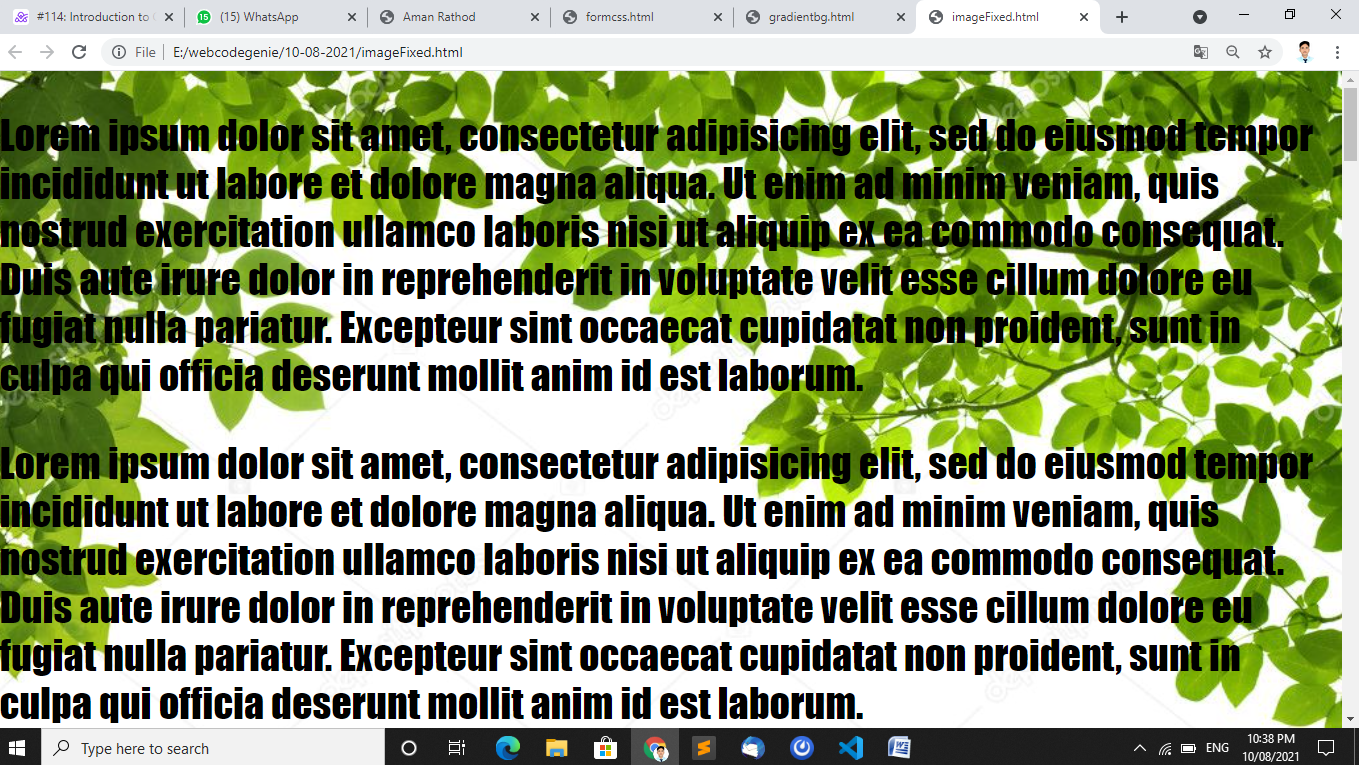 #114: Introduction to
(15) WhatsApp
Aman Rathod
formcss.html
gradientbg.html
imageFixed.html
File
E:/webcodegenie/10-08-2021/imageFixed.html
Lorem ipsum dolor sit amet, consectetur adipisicing elit, sed do eiusmod tempor
incididunt ut labore et dolore magna aliqua. Ut enim ad minim veniam, quis
nostrud exercitation ullamco laboris nisi ut aliquip ex ea commodo consequat.
Duis aute irure dolor in reprehenderit in voluptate velit esse cillum dolore eu
fugiat nulla pariatur. Excepteur sint occaecat cupidatat non proident, sunt in
culpa qui officia deserunt mollit anim id est laborum.
Lorem ipsum dolor sit amet, consectetur adipisicing elit, sed do eiusmod tempor
incididunt ut labore et dolore magna aliqua. Ut enim ad minim veniam, quis
nostrud exercitation ullamco laboris nisi ut aliquip ex ea commodo consequat.
Duis aute irure dolor in reprehenderit in voluptate velit esse cillum dolore eu
fugiat nulla pariatur. Excepteur sint occaecat cupidatat non proident, sunt in
culpa qui officia deserunt mollit anim id est laborum.
Type here to search
ENG
10:38 PM
10/08/2021